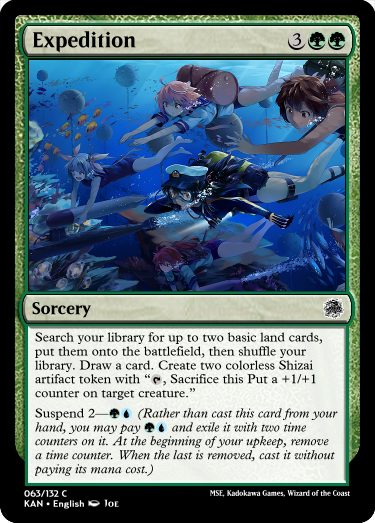 Expedition 3
Sorcery
Search your library for up to two basic land cards,
put them onto the battlefield, then shuffle your
library. Draw a card. Create two colorless Shizai
artifact token with “, Sacrifice this Put a +1/+1
counter on target creature.”
Suspend 2— (Rather than cast this card from your
hand, you may pay and exile it with two time
counters on it. At the beginning of your upkeep, remove
a time counter. When the last is removed, cast it without
paying its mana cost.)
063/132 C
KAN • English JOE
MSE, Kadokawa Games, Wizard of the Coast